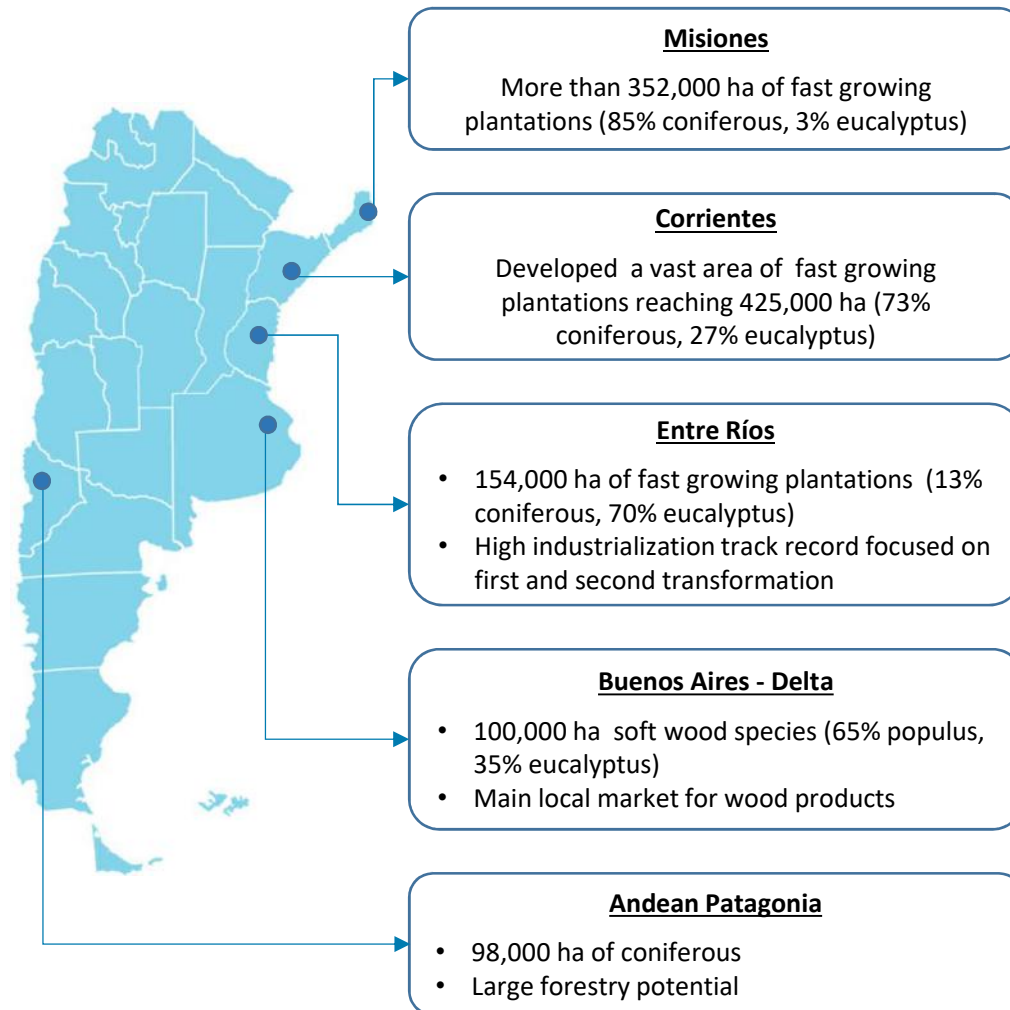 Misiones
More than 352,000 ha of fast growing
plantations (85% coniferous, 3% eucalyptus)
Corrientes
Developed a vast area of fast growing
plantations reaching 425,000 ha (73%
coniferous, 27% eucalyptus)
Entre Ríos
• 154,000 ha of fast growing plantations (13%
coniferous, 70% eucalyptus)
• High industrialization track record focused on
first and second transformation
Buenos Aires - Delta
• 100,000 ha soft wood species (65% populus,
35% eucalyptus)
• Main local market for wood products
Andean Patagonia
• 98,000 ha of coniferous
• Large forestry potential